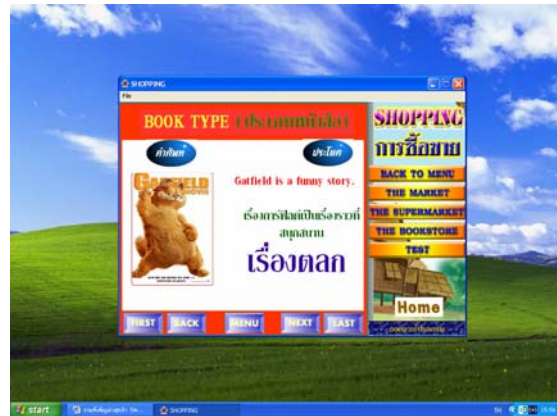 SHOPPING
File
BOOK TYPE (ประเภทหนังสือ)
คำศัพท์
ประโยค
GARFIELD
Gatfield is a funny story.
เรื่องการ์ฟิลด์เป็นเรื่องราวที่
สนุกสนาน
เรื่องตลก
FIRST
BACK
MENU
NEXT
LAST
SHOPPING
การซื้อขาย
BACK TO MENU
THE MARKET
THE SUPERMARKET
THE BOOKSTORE
TEST
Home
start
SHOPPING
TH